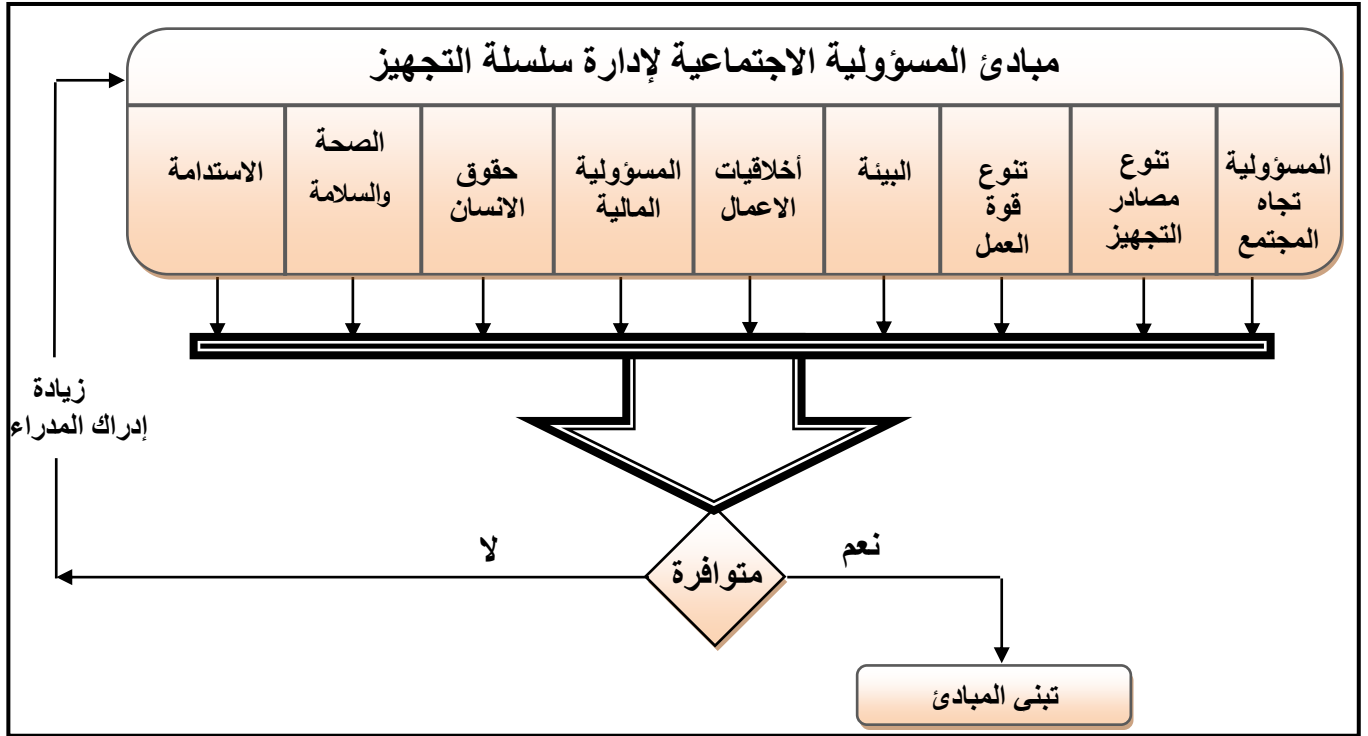 مبادئ المسؤولية الاجتماعية لإدارة سلسلة التجهيز
المسؤولية
تجاه
المجتمع
تنوع
مصادر
التجهيز
تنوع
قوة
العمل
البيئة
أخلاقيات
الاعمال
المسؤولية
المالية
حقوق
الانسان
الصحة
والسلامة
الاستدامة
زيادة
إدراك المدراء
نعم
متوافرة
لا
تبنى المبادئ